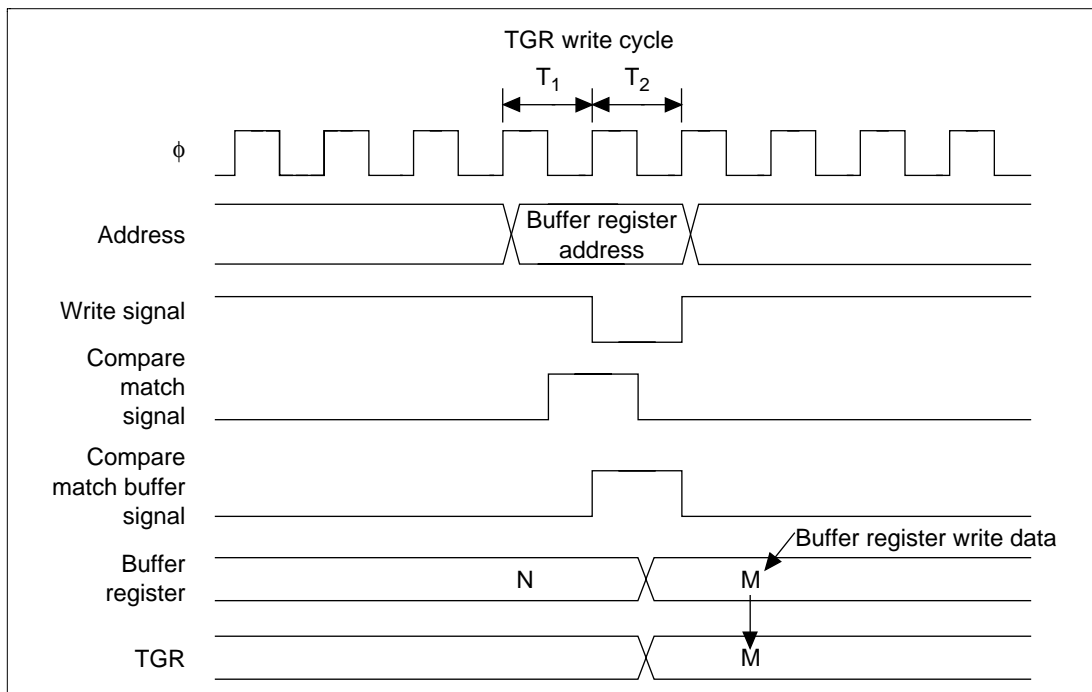 TGR write cycle
T1 T2
ϕ
Address
Buffer register
address
Write signal
Compare
match
signal
Compare
match buffer
signal
Buffer register write data
Buffer
register
N
M
TGR
M